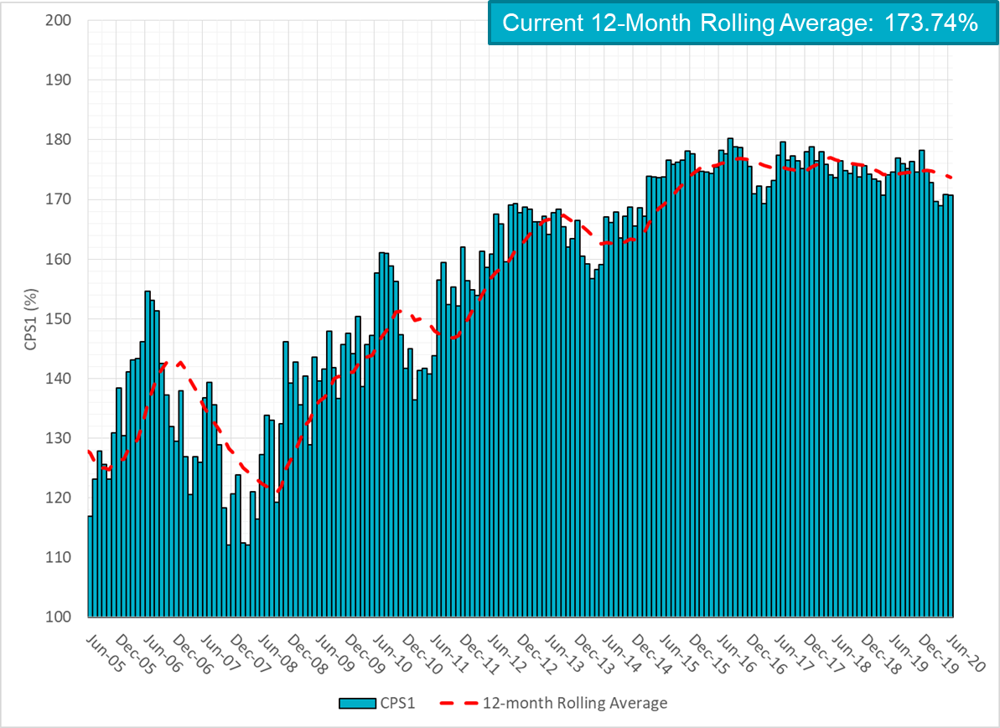 Current 12-Month Rolling Average: 173.74%
200
190
180
170
160
150
140
130
120
110
100
CPS1 (%)
Jun-05
Dec-05
Jun-06
Dec-06
Jun-07
Dec-07
Jun-08
Dec-08
Jun-09
Dec-09
Jun-10
Dec-10
Jun-11
Dec-11
Jun-12
Dec-12
Jun-13
Dec-13
Jun-14
Dec-14
Jun-15
Dec-15
Jun-16
Dec-16
Jun-17
Dec-17
Jun-18
Dec-18
Jun-19
Dec-19
Jun-20
CPS1
12-month Rolling Average